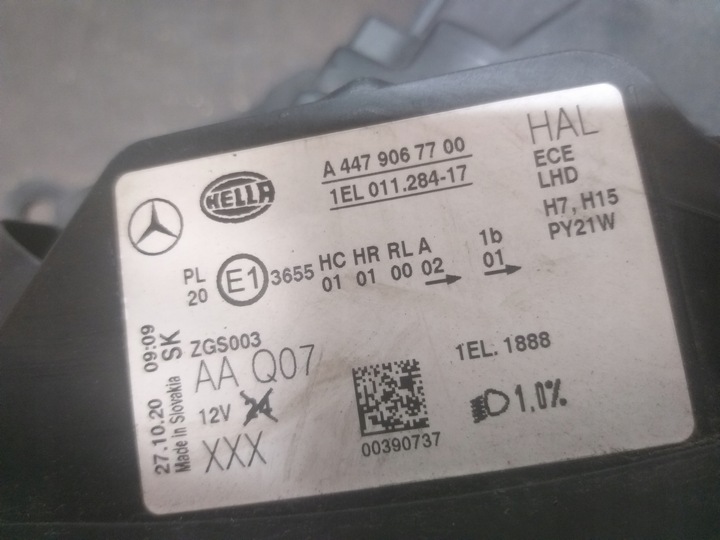 HELLA
A 447 906 77 00
1EL 011.284-17
HAL
ECE
LHD
H7, H15
PY21W
PL
20
E1
3655
HC HR RL A
01 01 00 02
1b
01
27.10.20 09:09
Made in Slovakia SK
ZGS003
AA Q07
12V
XXX
00390737
1EL. 1888
1.0%